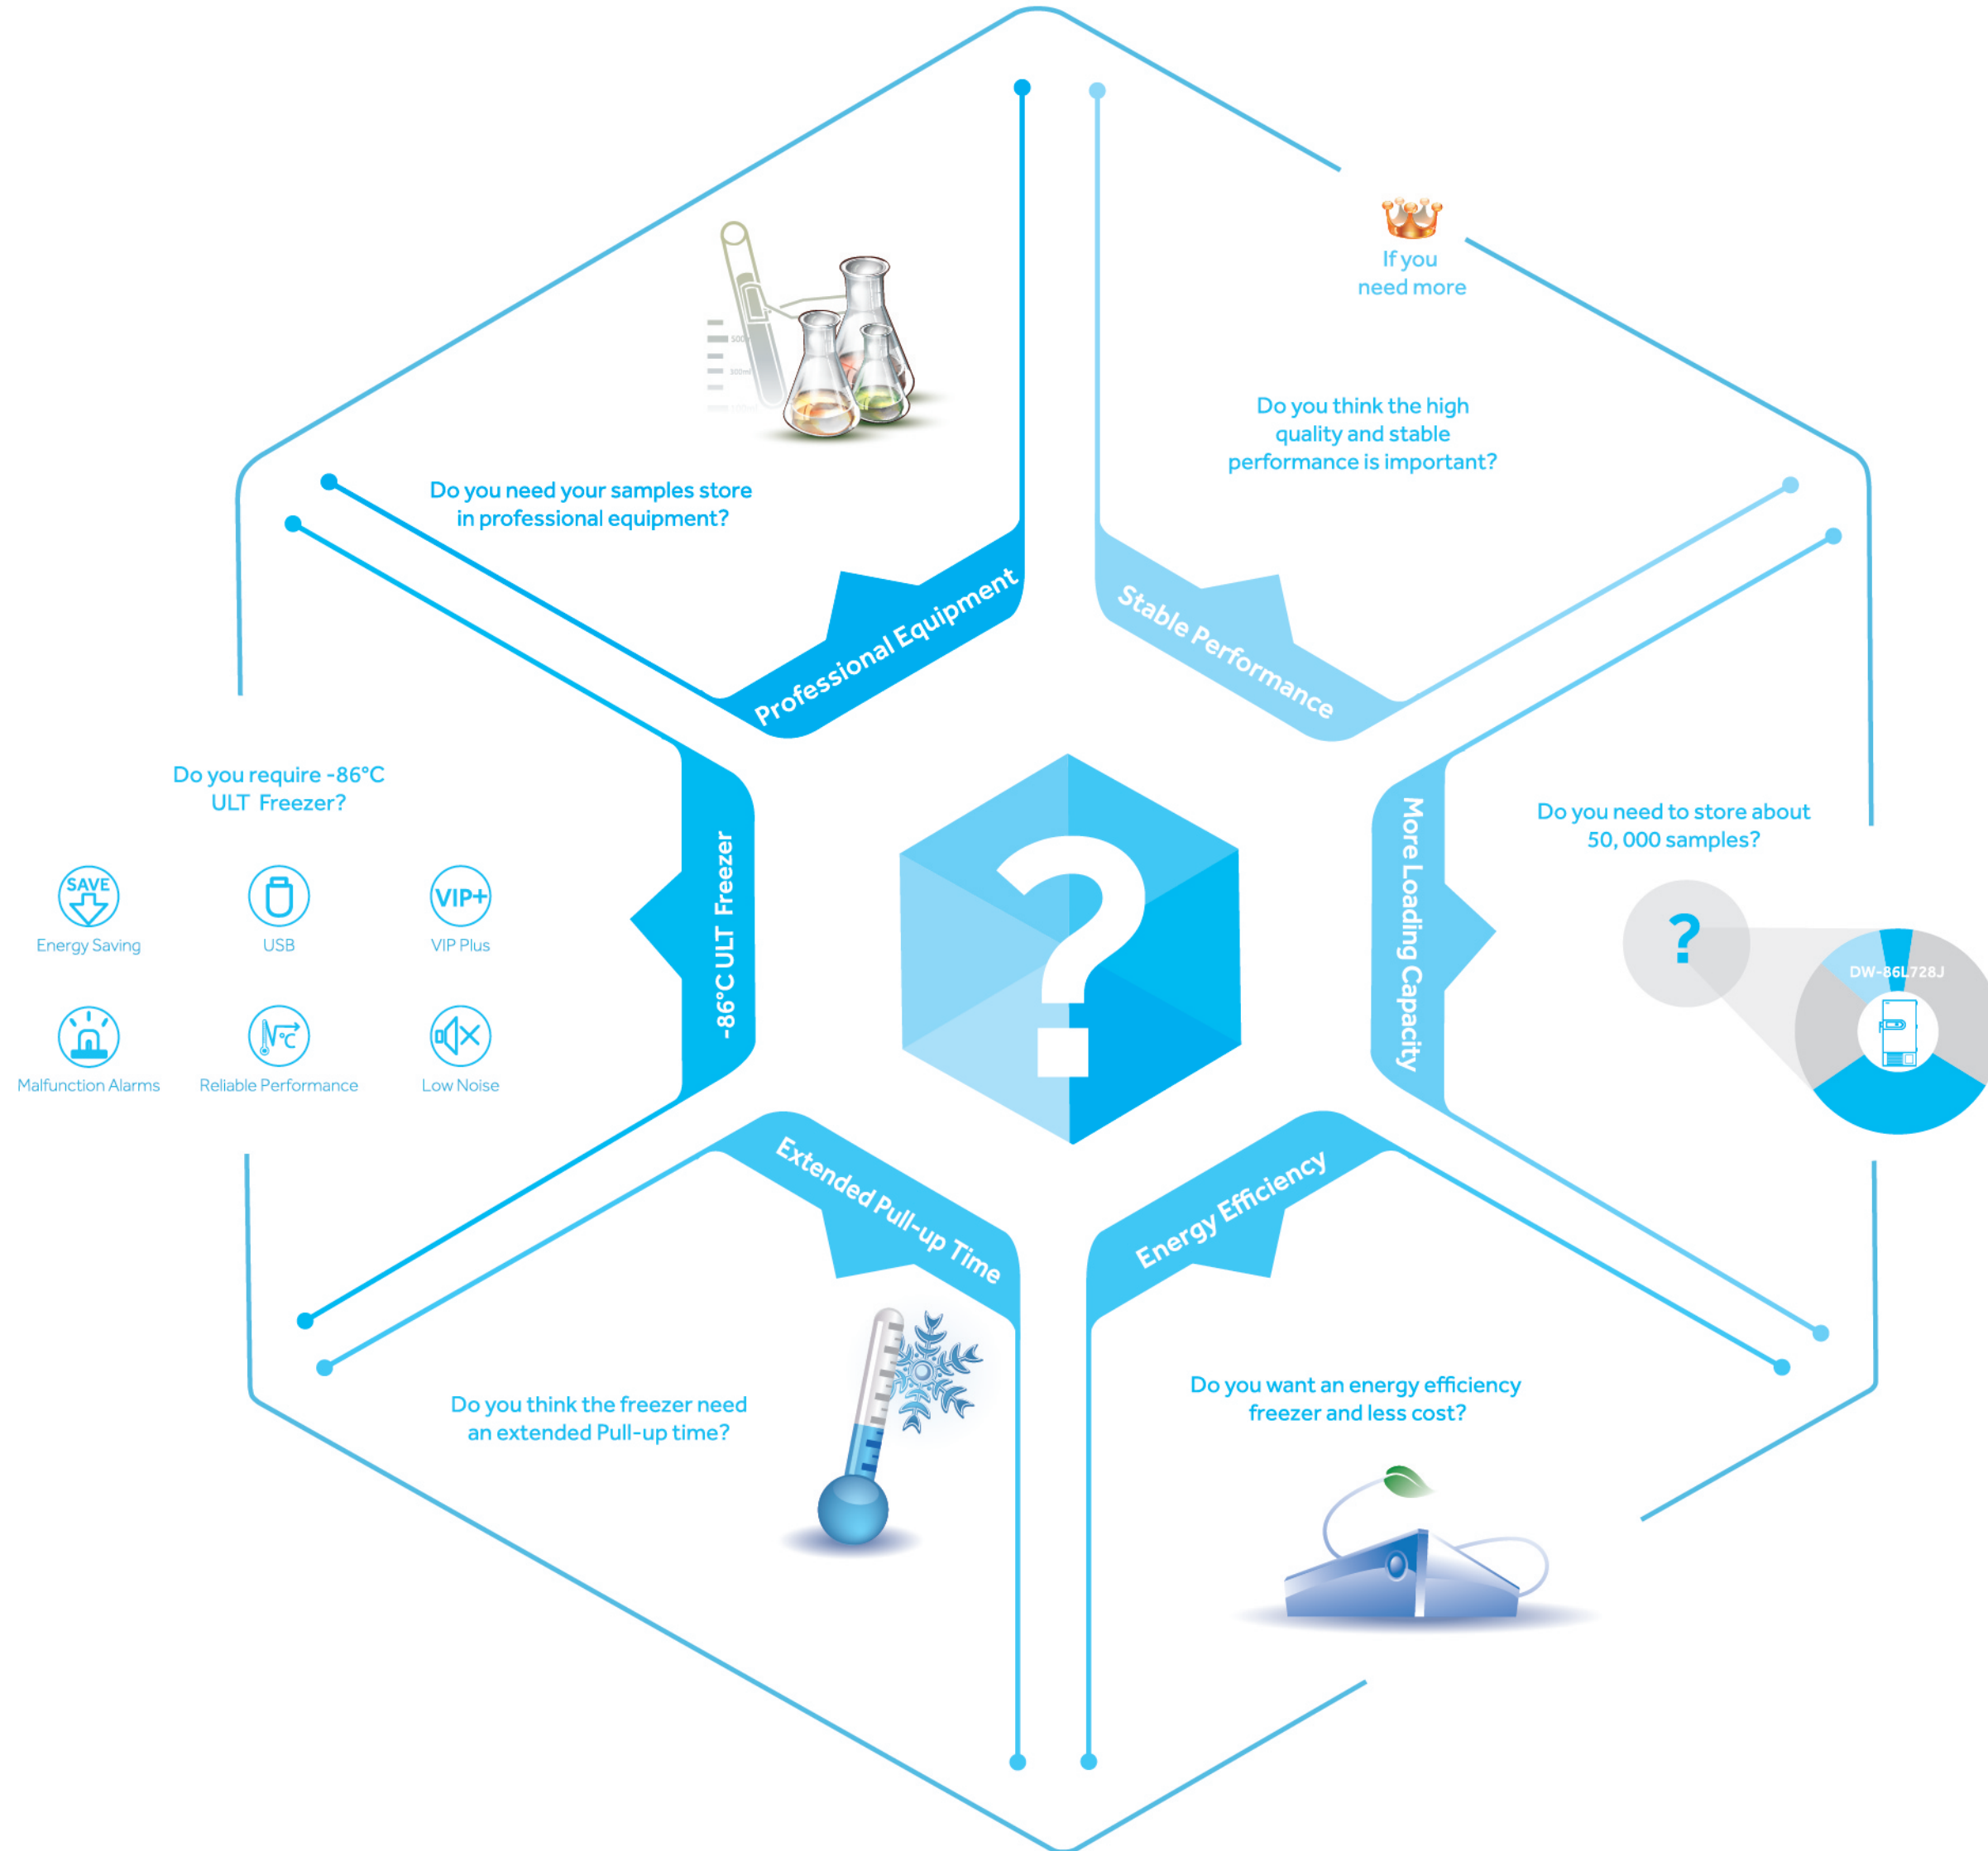 If you
need more
500
300ml
Do you think the high
quality and stable
performance is important?
Do you need your samples store
in professional equipment?
Professional Equipment
Stable Performance
Do you require -86°C
ULT Freezer?
SAVE
Energy Saving
USB
VIP+
VIP Plus
Malfunction Alarms
°C
Reliable Performance
Low Noise
-86°C ULT Freezer
?
More Loading Capacity
Do you need to store about
50, 000 samples?
?
DW-86L728J
Extended Pull-up Time
Energy Efficiency
Do you think the freezer need
an extended Pull-up time?
Do you want an energy efficiency
freezer and less cost?